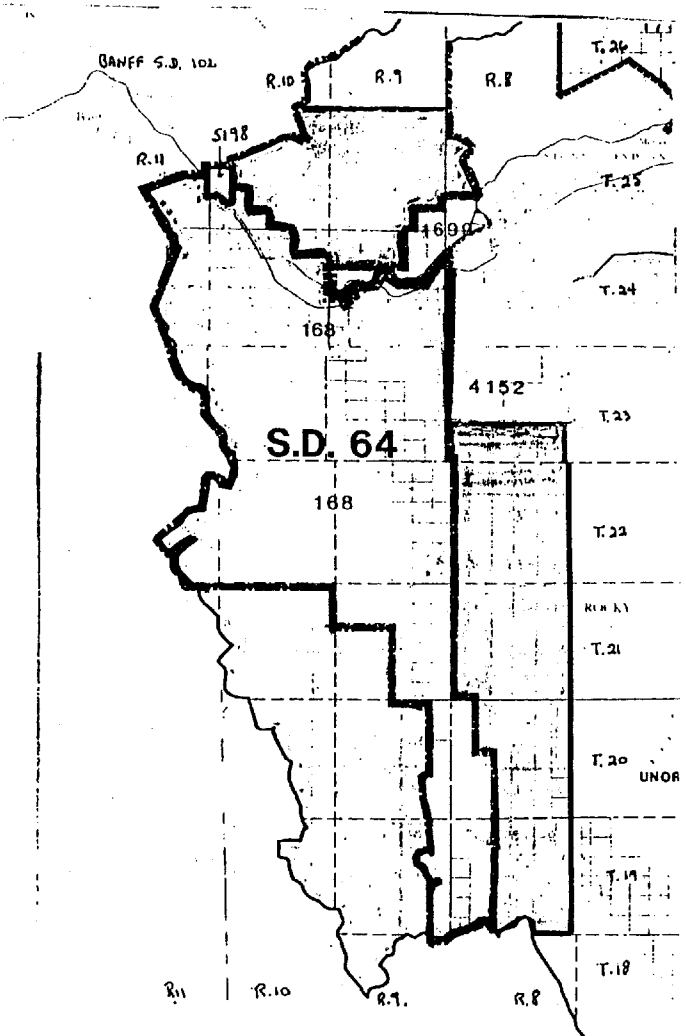 T.26
BANFF S.D. 102
R.10
R.9
R.8
5198
R.11
T.25
1699
T.24
168
4152
T.23
S.D. 64
168
T.22
ROCKY
T.21
T.20
UNOR
T.19
T.18
R.11
R.10
R.9.
R.8